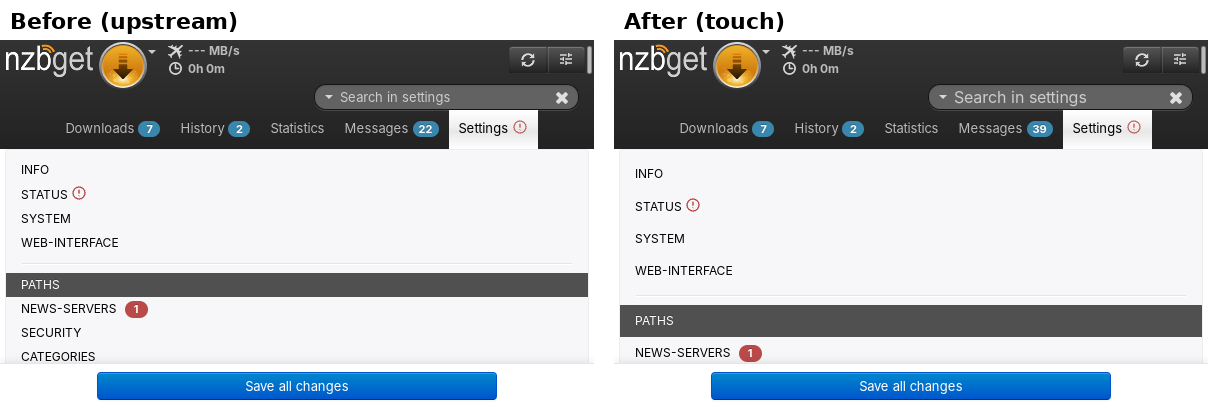 Before (upstream)
nzbget
--- MB/s
0h 0m
Search in settings
Downloads 7 History 2 Statistics Messages 22 Settings
INFO
STATUS
SYSTEM
WEB-INTERFACE
PATHS
NEWS-SERVERS 1
SECURITY
CATEGORIES
Save all changes
After (touch)
nzbget
--- MB/s
0h 0m
Search in settings
Downloads 7 History 2 Statistics Messages 39 Settings
INFO
STATUS
SYSTEM
WEB-INTERFACE
PATHS
NEWS-SERVERS 1
Save all changes